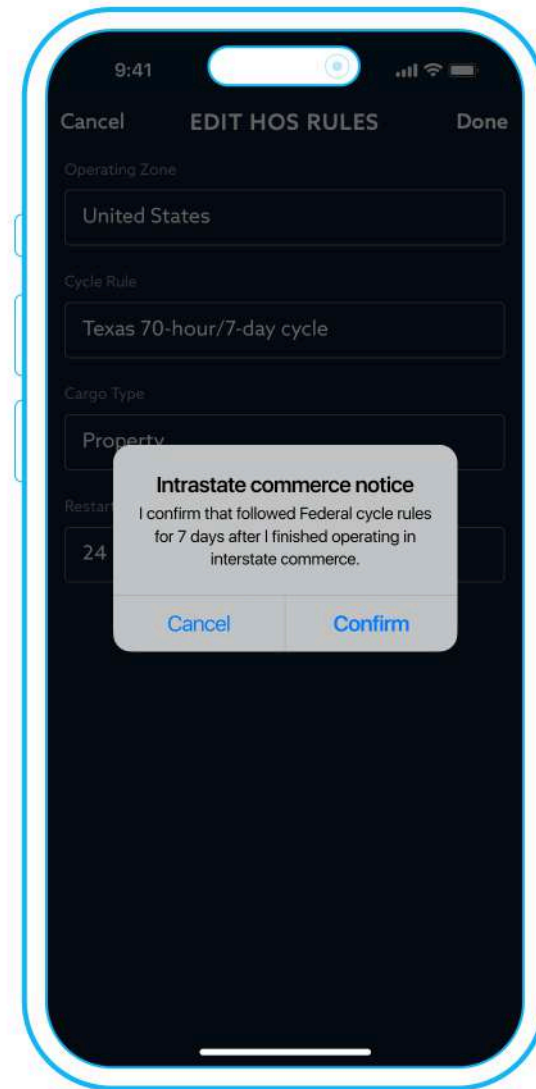 9:41
Cancel EDIT HOS RULES Done
Operating Zone
United States
Cycle Rule
Texas 70-hour/7-day cycle
Cargo Type
Property
Restart
24
Intrastate commerce notice
I confirm that followed Federal cycle rules
for 7 days after I finished operating in
interstate commerce.
Cancel Confirm